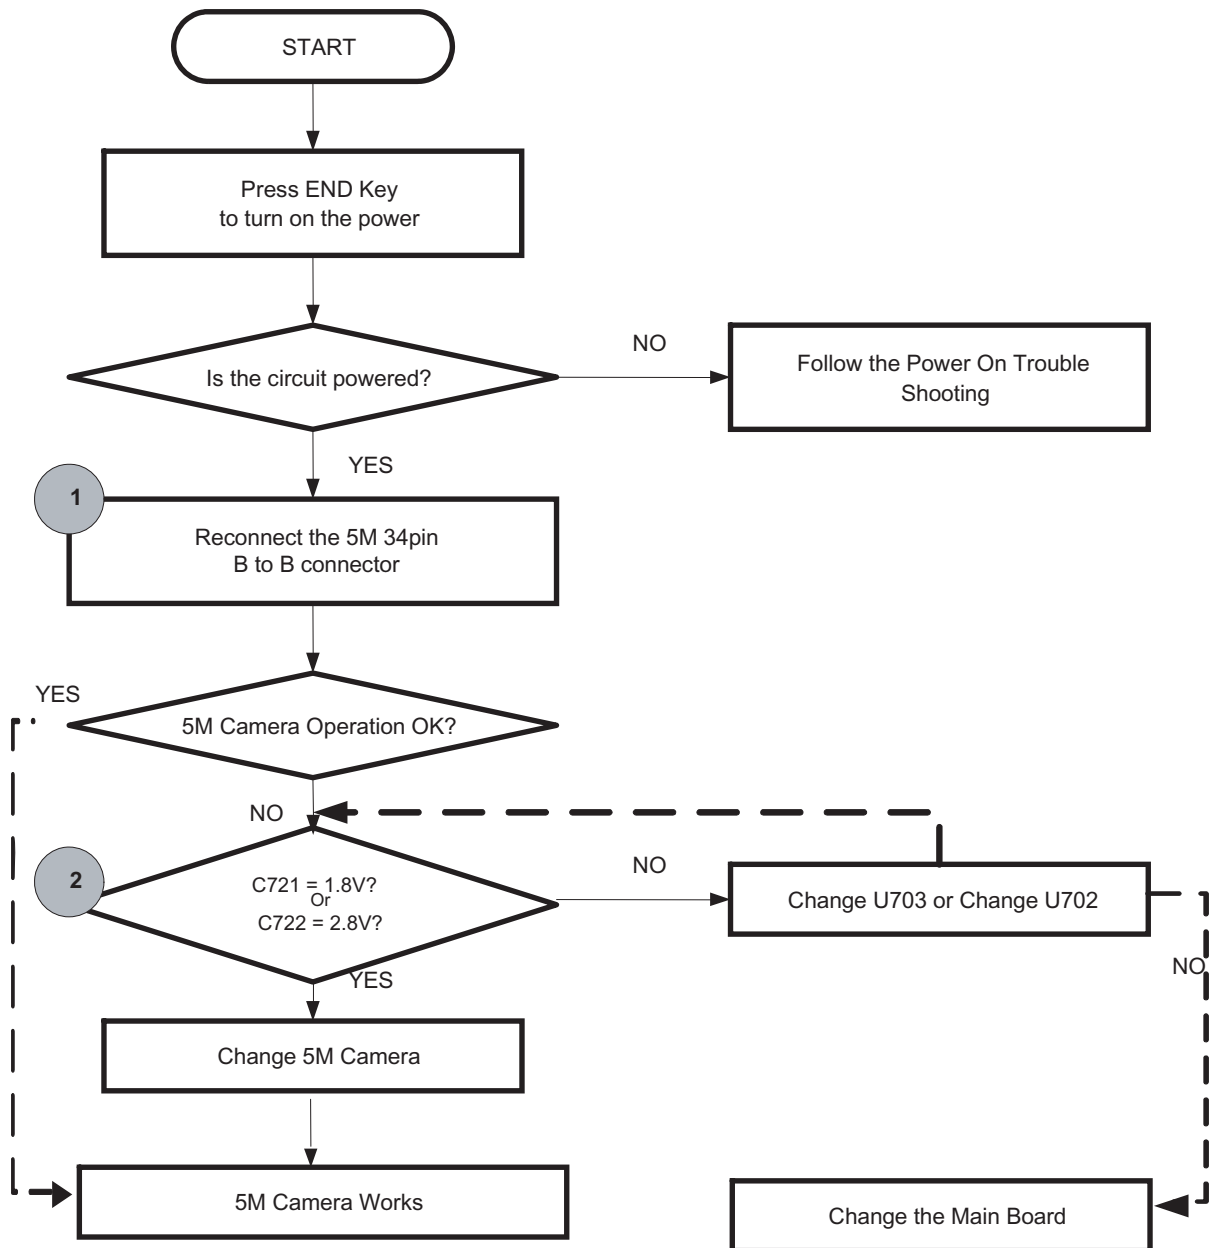 START
Press END Key
to turn on the power
Is the circuit powered?
NO
Follow the Power On Trouble
Shooting
YES
1
Reconnect the 5M 34pin
B to B connector
YES
5M Camera Operation OK?
NO
2
C721 = 1.8V?
Or
C722 = 2.8V?
NO
Change U703 or Change U702
YES
NO
Change 5M Camera
5M Camera Works
Change the Main Board